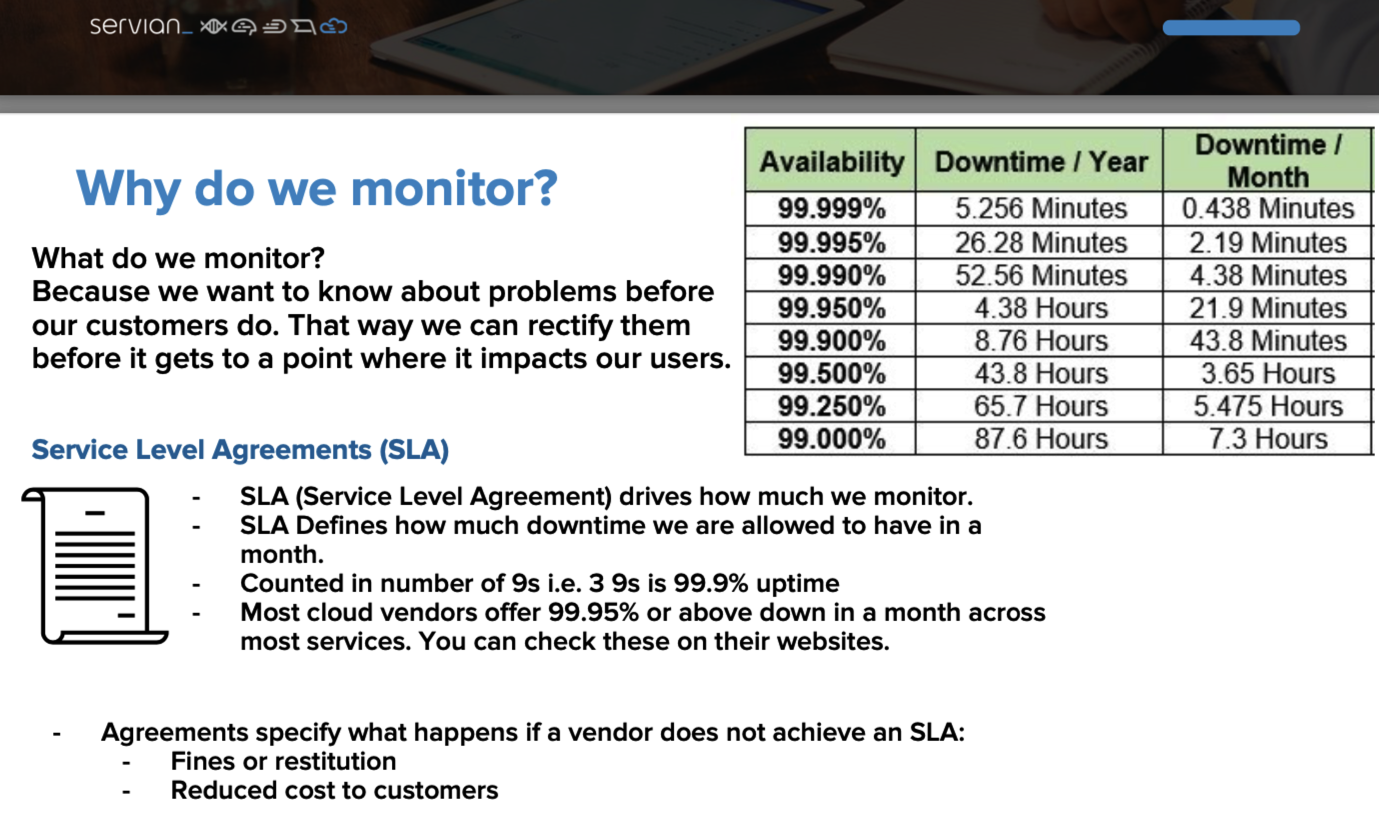 servian_
Why do we monitor?
What do we monitor?
Because we want to know about problems before
our customers do. That way we can rectify them
before it gets to a point where it impacts our users.
Availability Downtime / Year Downtime / Month
99.999% 5.256 Minutes 0.438 Minutes
99.995% 26.28 Minutes 2.19 Minutes
99.990% 52.56 Minutes 4.38 Minutes
99.950% 4.38 Hours 21.9 Minutes
99.900% 8.76 Hours 43.8 Minutes
99.500% 43.8 Hours 3.65 Hours
99.250% 65.7 Hours 5.475 Hours
99.000% 87.6 Hours 7.3 Hours
Service Level Agreements (SLA)
- SLA (Service Level Agreement) drives how much we monitor.
- SLA Defines how much downtime we are allowed to have in a
month.
- Counted in number of 9s i.e. 3 9s is 99.9% uptime
- Most cloud vendors offer 99.95% or above down in a month across
most services. You can check these on their websites.
- Agreements specify what happens if a vendor does not achieve an SLA:
- Fines or restitution
- Reduced cost to customers